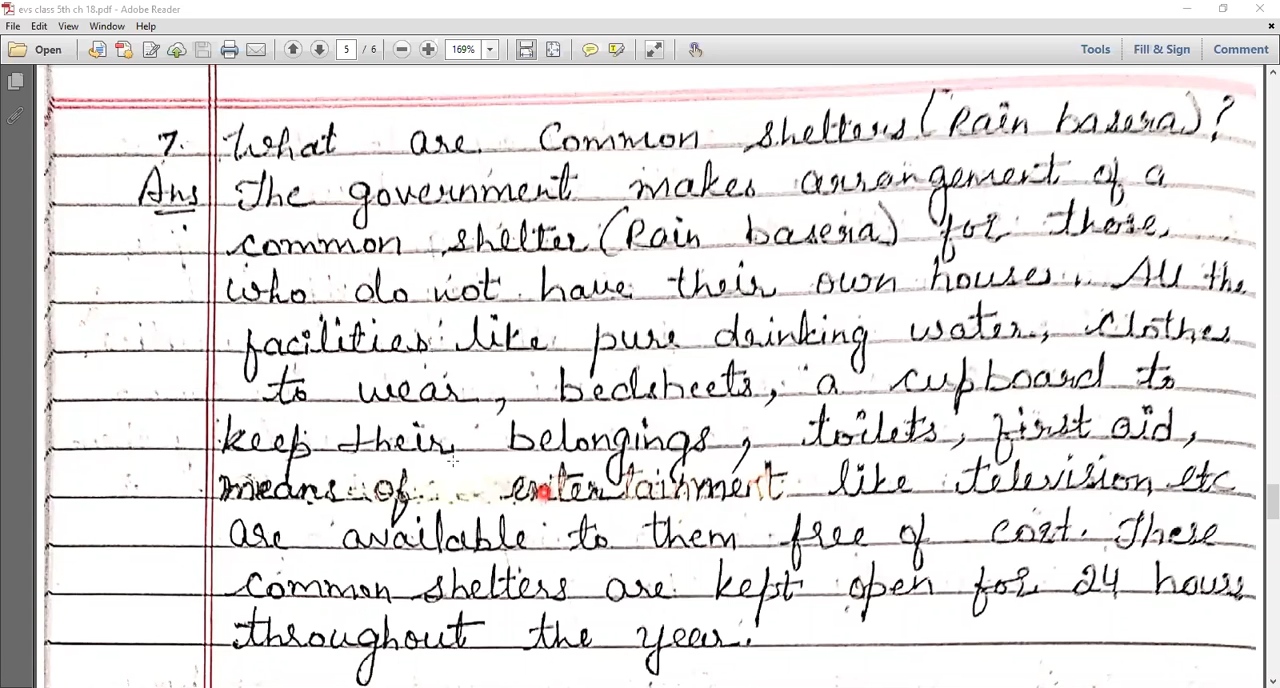 evs class 5th ch 18.pdf - Adobe Reader
File Edit View Window Help
Open 5 / 6 169% Tools Fill & Sign Comment
7. What are Common shelters (Rain basera)?
Ans The government makes arrangement of a
common shelter (Rain basera) for those,
who do not have their own houses. All the
facilities like pure drinking water, clothes
to wear, bedsheets, a cupboard to
keep their belongings, toilets, first aid,
means of entertainment like television, etc
are available to them free of cost. These
common shelters are kept open for 24 hours
throughout the year.